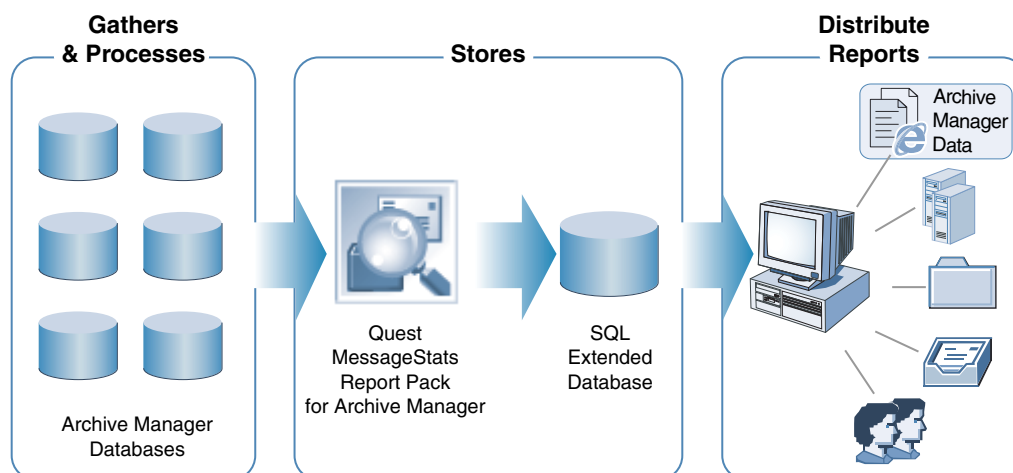 Gathers
& Processes
Stores
Distribute
Reports
Archive
Manager
Data
Quest
MessageStats
Report Pack
for Archive Manager
SQL
Extended
Database
Archive Manager
Databases